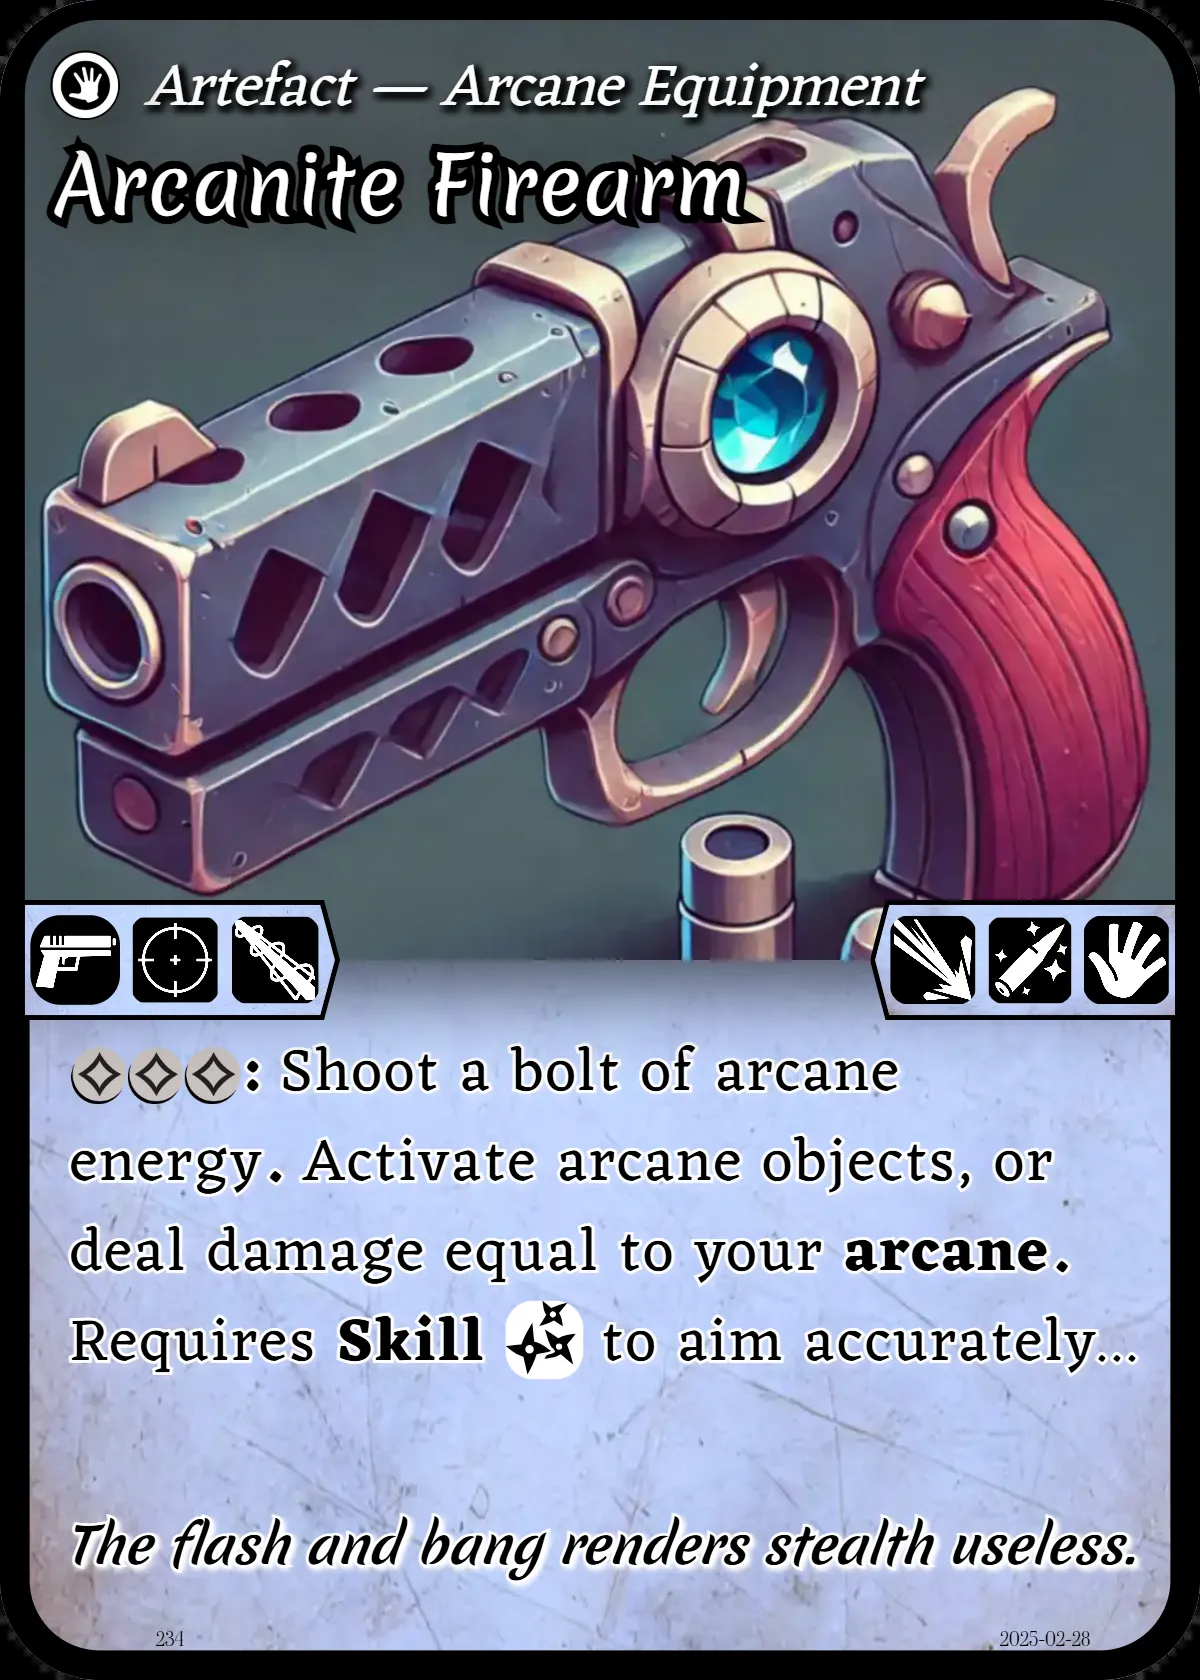 Artefact — Arcane Equipment
Arcanite Firearm
: Shoot a bolt of arcane
energy. Activate arcane objects, or
deal damage equal to your arcane.
Requires Skill to aim accurately...
The flash and bang renders stealth useless.
234
2025-02-28